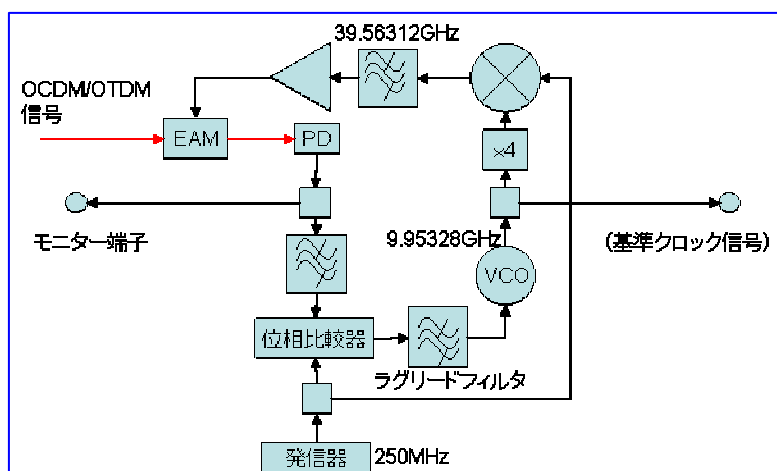 39.56312GHz
OCDM/OTDM
信号
EAM
PD
×4
モニター端子
9.95328GHz
(基準クロック信号)
VCO
位相比較器
ラグリードフィルタ
発信器
250MHz